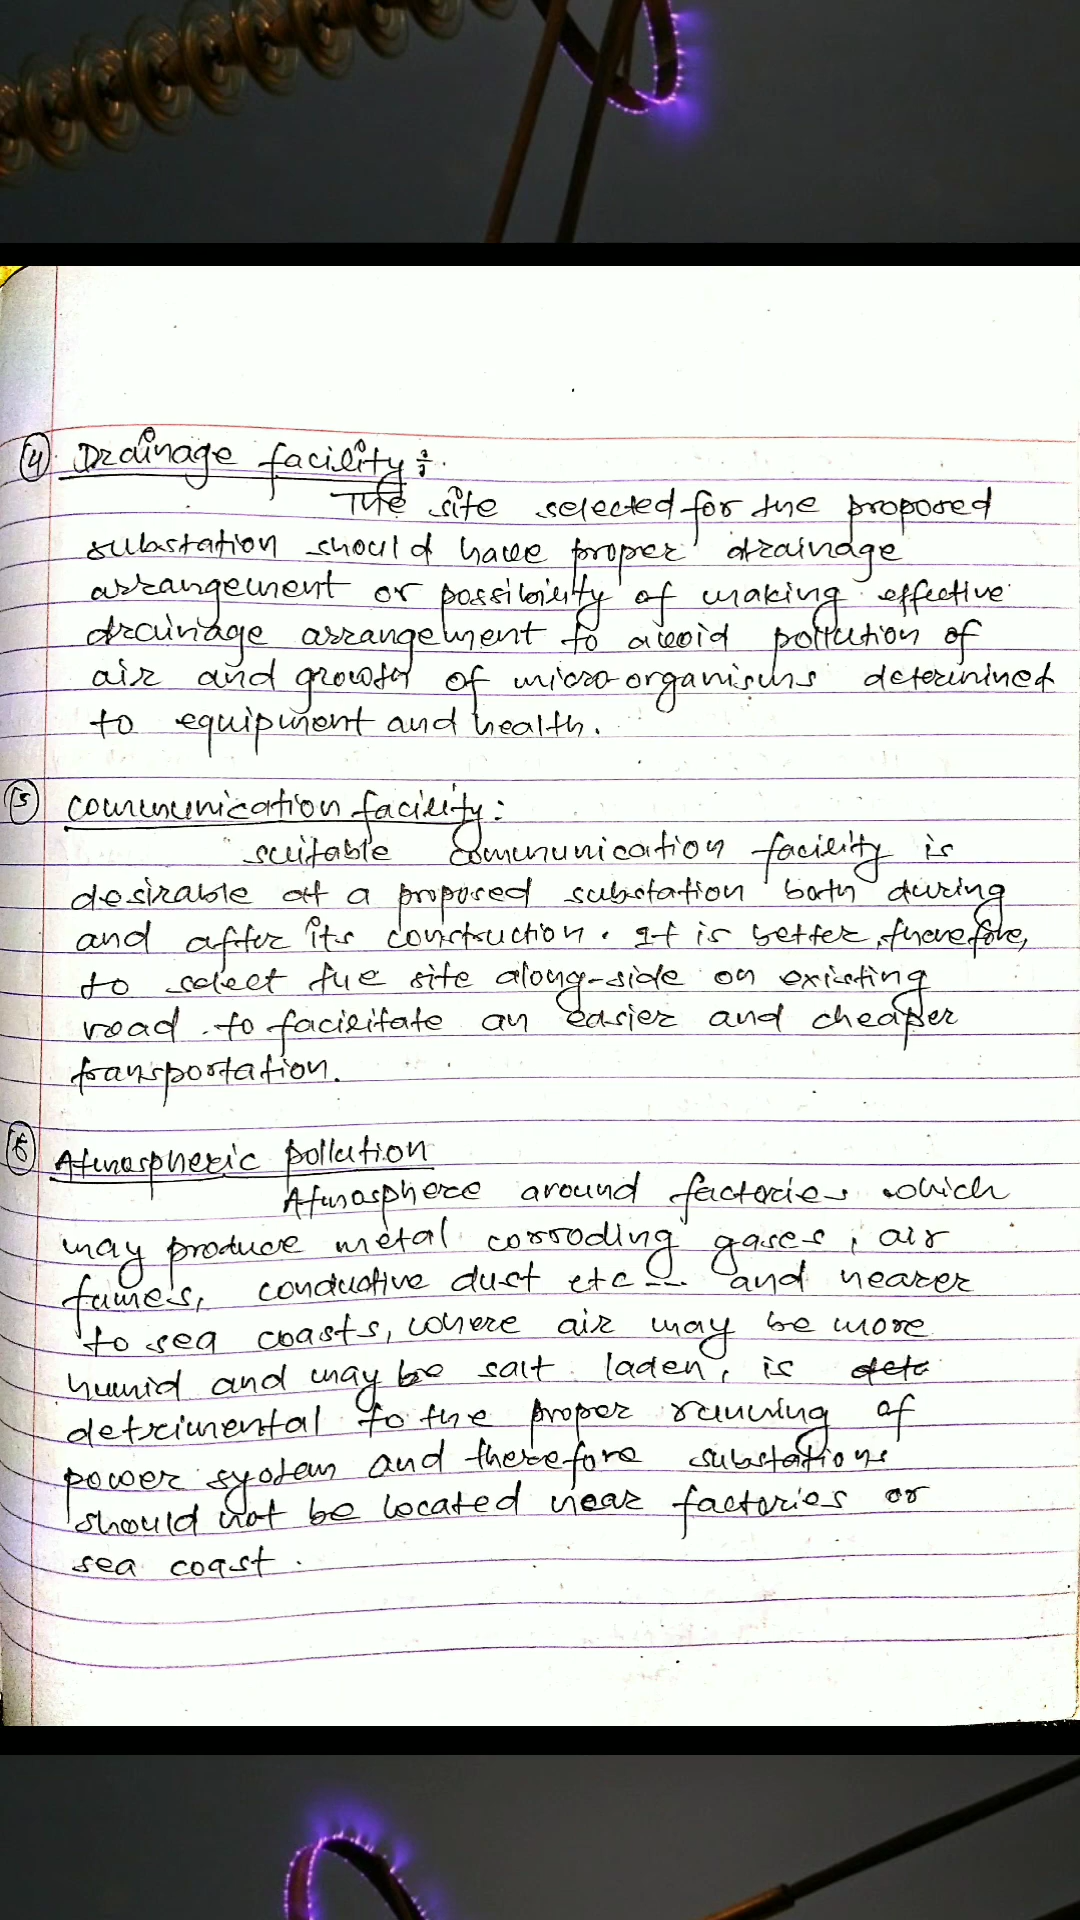 (4) Drainage facility :
The site selected for the proposed
substation should have proper drainage
arrangement or possibility of making effective
drainage arrangement to avoid pollution of
air and growth of micro-organisms determined
to equipment and health.
(5) Communication facility :
suitable communication facility is
desirable at a proposed substation both during
and after its construction. It is better, therefore,
to select the site along-side on existing
road to facilitate an easier and cheaper
transportation.
(6) Atmospheric pollution
Atmosphere around factories which
may produce metal corroding gases, air
fumes, conductive dust etc -- and nearer
to sea coasts, where air may be more
humid and may be salt laden, is detc
detrimental to the proper running of
power system and therefore substations
should not be located near factories or
sea coast.